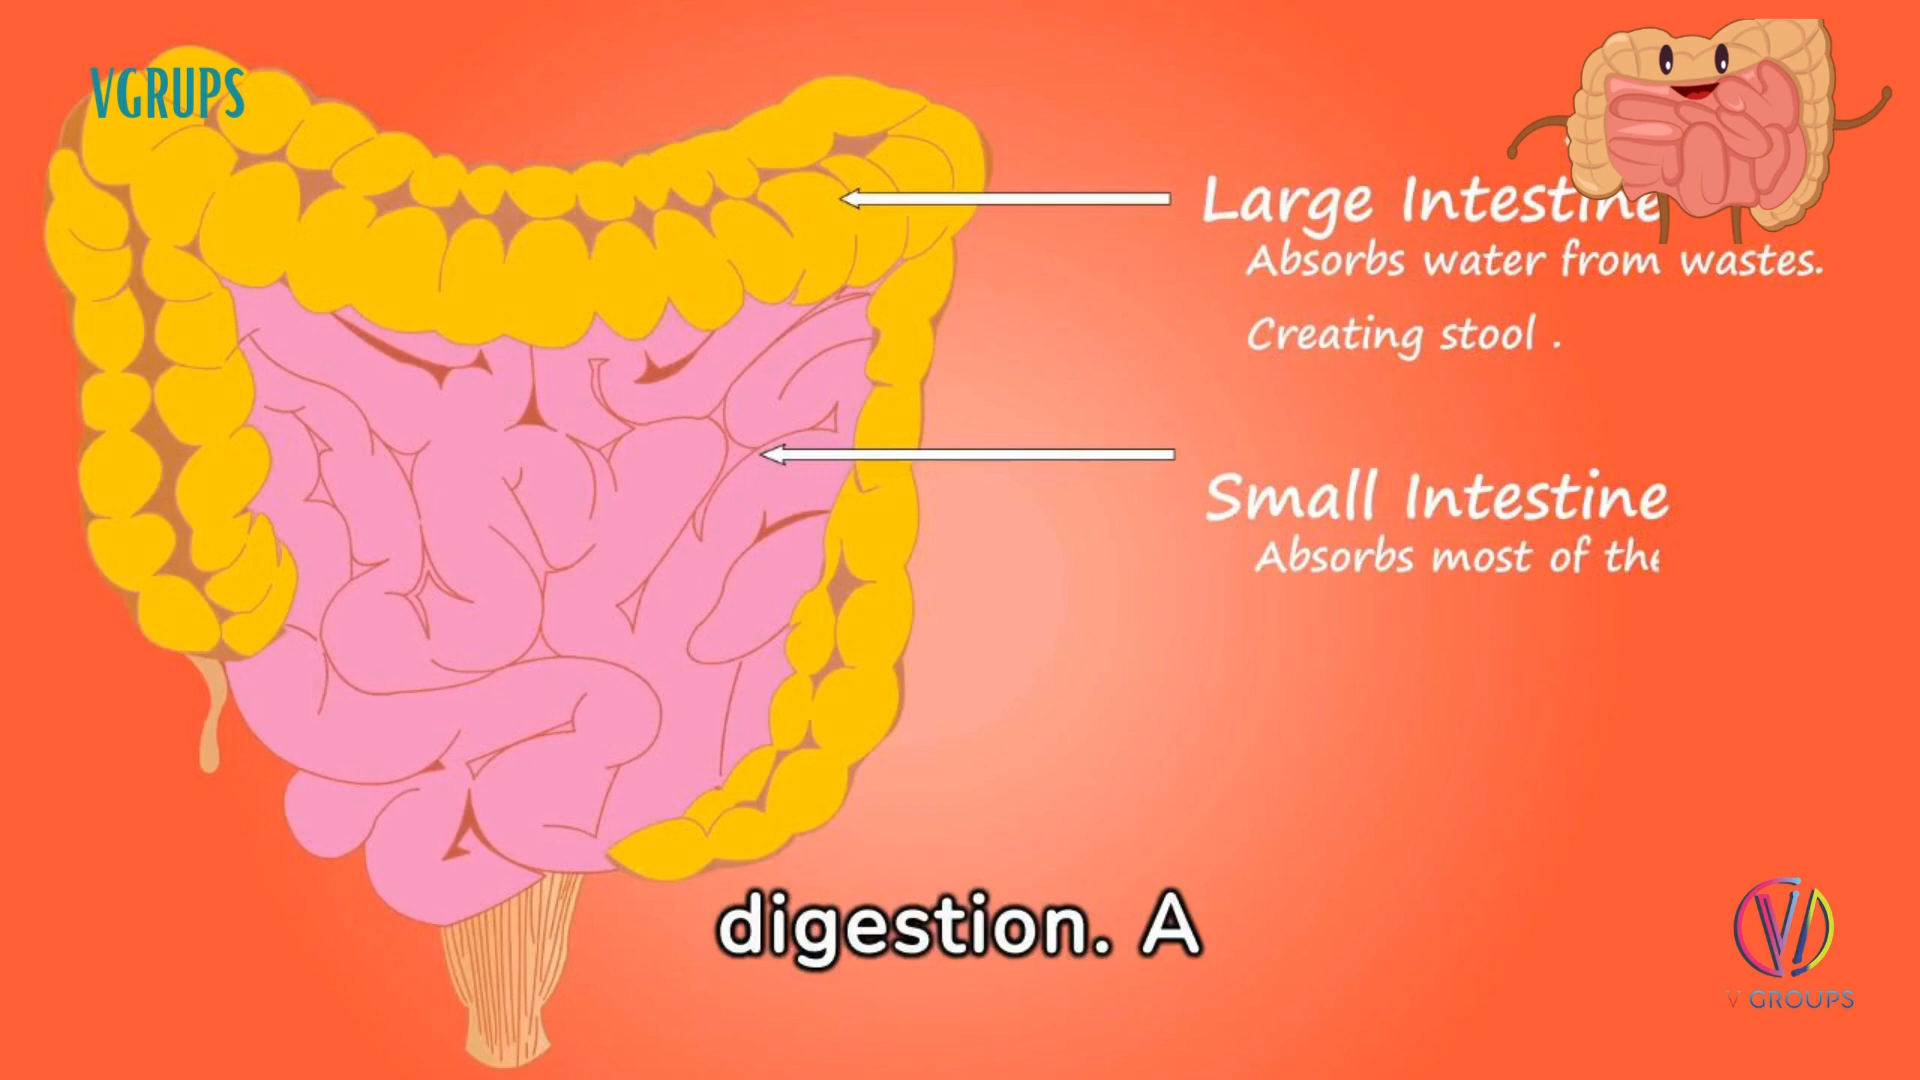 VGRUPS
Large Intestine
Absorbs water from wastes.
Creating stool .
Small Intestine
Absorbs most of the
digestion. A
V GROUPS